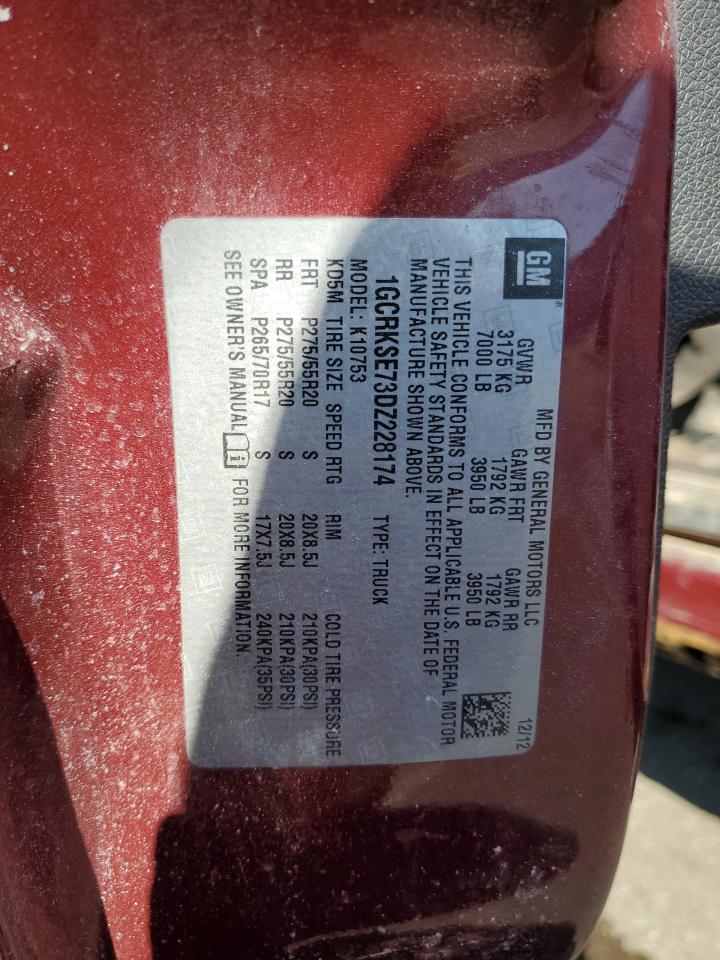 GM ®
MFD BY GENERAL MOTORS LLC 12/12
GVWR GAWR FRT GAWR RR
3175 KG 1792 KG 1792 KG
7000 LB 3950 LB 3950 LB
THIS VEHICLE CONFORMS TO ALL APPLICABLE U.S. FEDERAL MOTOR
VEHICLE SAFETY STANDARDS IN EFFECT ON THE DATE OF
MANUFACTURE SHOWN ABOVE.
1GCRKSE73DZ228174 TYPE: TRUCK
MODEL: K10753
KD5M TIRE SIZE SPEED RTG RIM COLD TIRE PRESSURE
FRT P275/55R20 S 20X8.5J 210KPA(30PSI)
RR P275/55R20 S 20X8.5J 210KPA(30PSI)
SPA P265/70R17 S 17X7.5J 240KPA(35PSI)
SEE OWNER'S MANUAL FOR MORE INFORMATION.